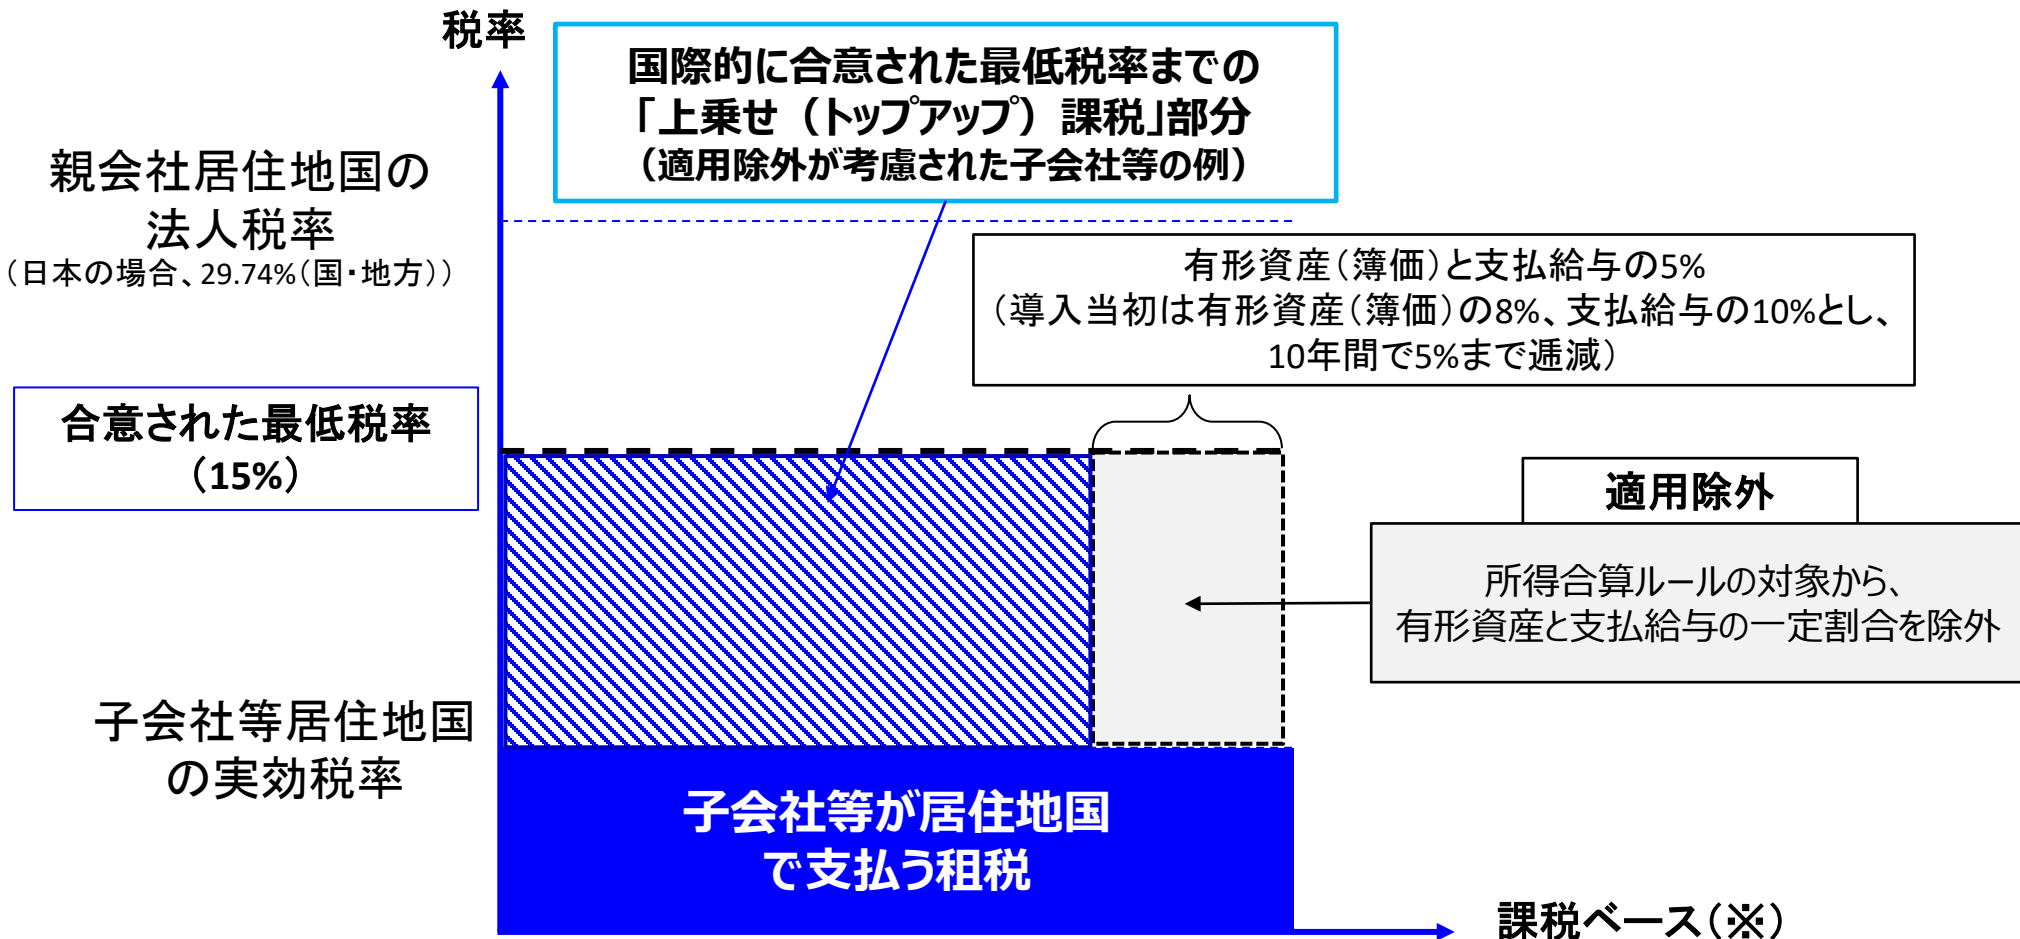 税率
国際的に合意された最低税率までの
「上乗せ（トップアップ）課税」部分
（適用除外が考慮された子会社等の例）
親会社居住地国の
法人税率
（日本の場合、29.74%（国・地方））
有形資産（簿価）と支払給与の5%
（導入当初は有形資産（簿価）の8%、支払給与の10%とし、
10年間で5%まで逓減）
合意された最低税率
（15%）
適用除外
所得合算ルールの対象から、
有形資産と支払給与の一定割合を除外
子会社等居住地国
の実効税率
子会社等が居住地国
で支払う租税
課税ベース（※）